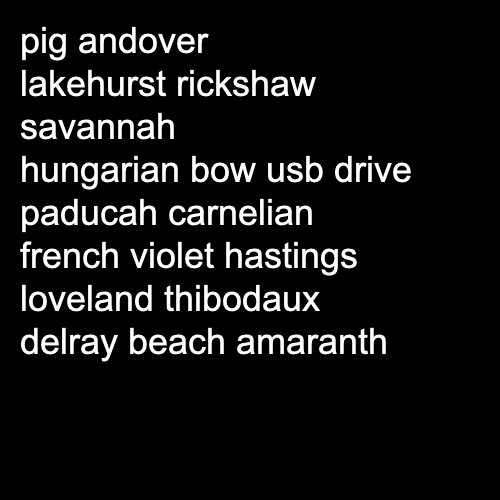 pig andover
lakehurst rickshaw
savannah
hungarian bow usb drive
paducah carnelian
french violet hastings
loveland thibodaux
delray beach amaranth